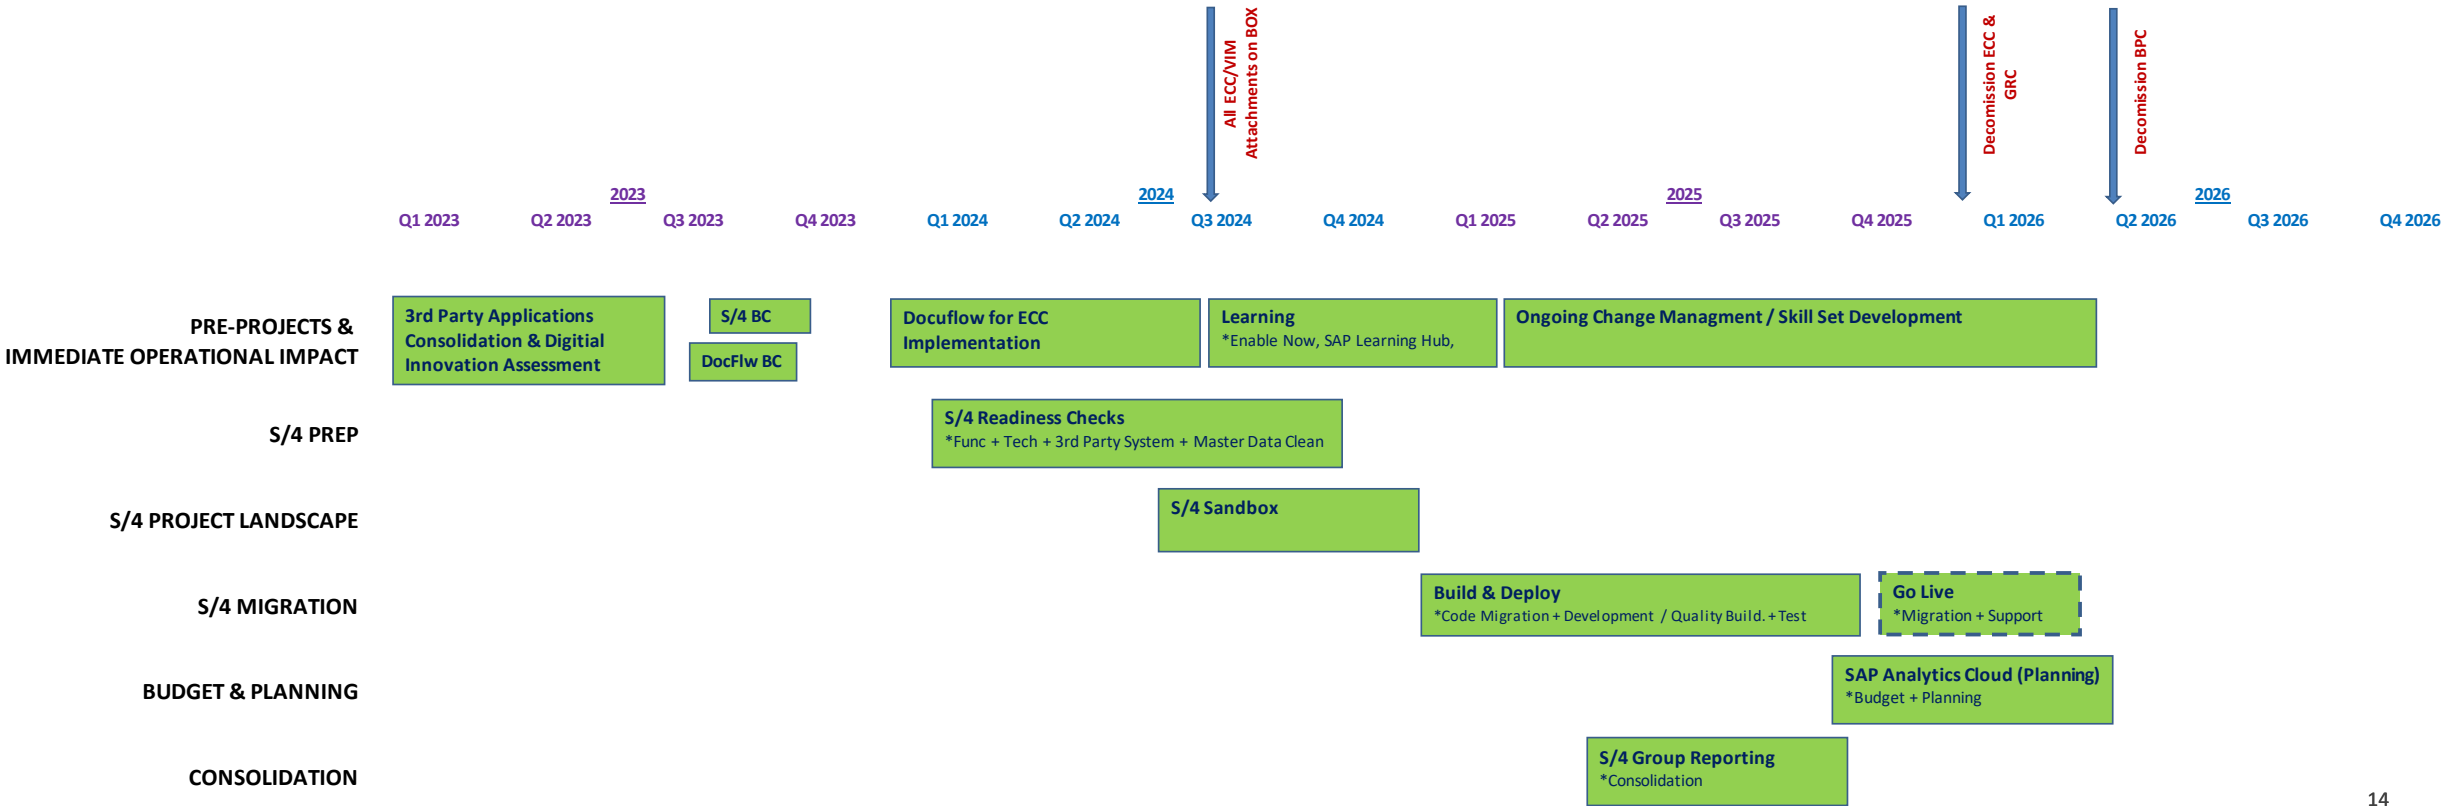 All ECC/VIM
Attachments on BOX
Decomission ECC &
GRC
Decomission BPC
2023
2024
2025
2026
Q1 2023
Q2 2023
Q3 2023
Q4 2023
Q1 2024
Q2 2024
Q3 2024
Q4 2024
Q1 2025
Q2 2025
Q3 2025
Q4 2025
Q1 2026
Q2 2026
Q3 2026
Q4 2026
PRE-PROJECTS &
IMMEDIATE OPERATIONAL IMPACT
3rd Party Applications
Consolidation & Digitial
Innovation Assessment
S/4 BC
DocFlw BC
Docuflow for ECC
Implementation
Learning
*Enable Now, SAP Learning Hub,
Ongoing Change Managment / Skill Set Development
S/4 PREP
S/4 Readiness Checks
*Func + Tech + 3rd Party System + Master Data Clean
S/4 PROJECT LANDSCAPE
S/4 Sandbox
S/4 MIGRATION
Build & Deploy
*Code Migration + Development / Quality Build. + Test
Go Live
*Migration + Support
BUDGET & PLANNING
SAP Analytics Cloud (Planning)
*Budget + Planning
CONSOLIDATION
S/4 Group Reporting
*Consolidation
14